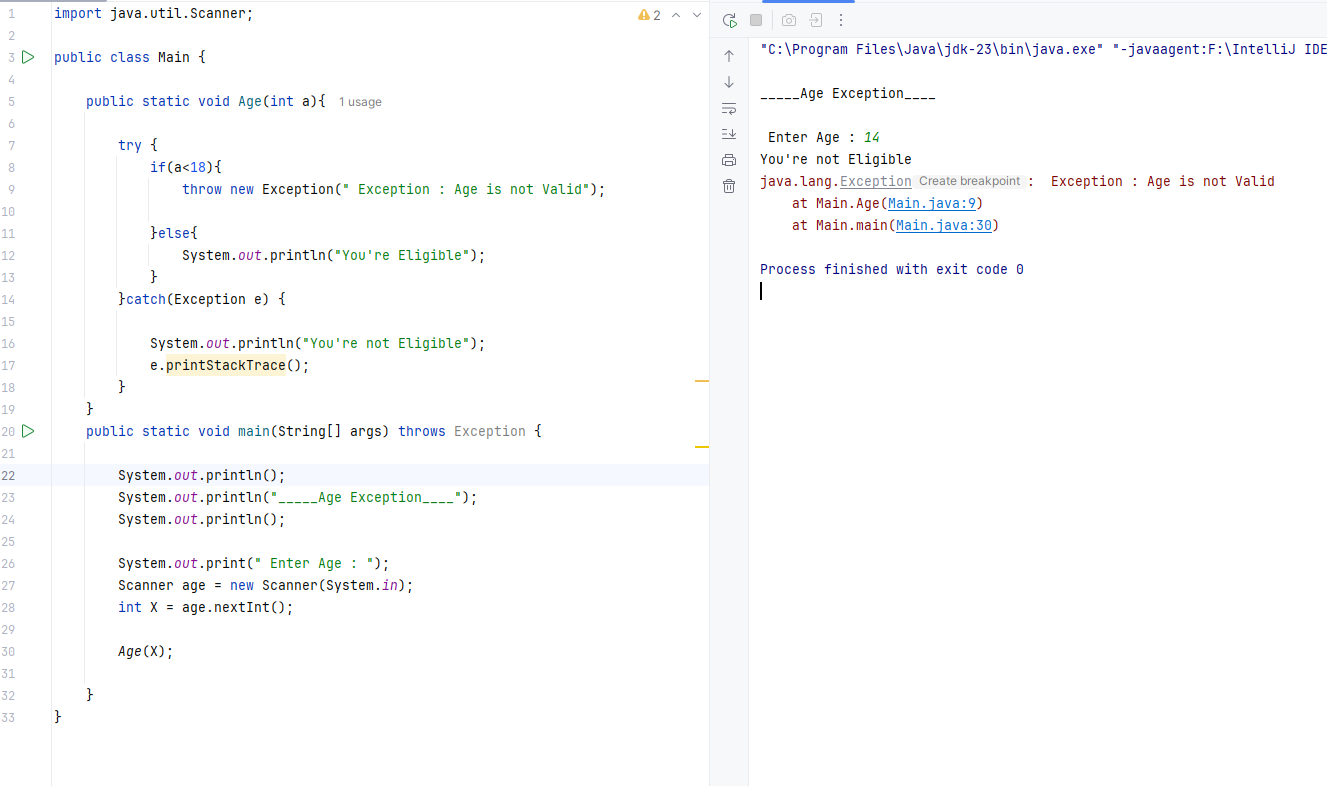 1 import java.util.Scanner;
2
3 public class Main {
4
5 public static void Age(int a){ 1 usage
6
7 try {
8 if(a<18){
9 throw new Exception(" Exception : Age is not Valid");
10
11 }else{
12 System.out.println("You're Eligible");
13 }
14 }catch(Exception e) {
15
16 System.out.println("You're not Eligible");
17 e.printStackTrace();
18 }
19 }
20 public static void main(String[] args) throws Exception {
21
22 System.out.println();
23 System.out.println("_____Age Exception____");
24 System.out.println();
25
26 System.out.print(" Enter Age : ");
27 Scanner age = new Scanner(System.in);
28 int X = age.nextInt();
29
30 Age(X);
31
32 }
33 }
2
"C:\Program Files\Java\jdk-23\bin\java.exe" "-javaagent:F:\IntelliJ IDE
_____Age Exception____
Enter Age : 14
You're not Eligible
java.lang.Exception Create breakpoint : Exception : Age is not Valid
at Main.Age(Main.java:9)
at Main.main(Main.java:30)
Process finished with exit code 0